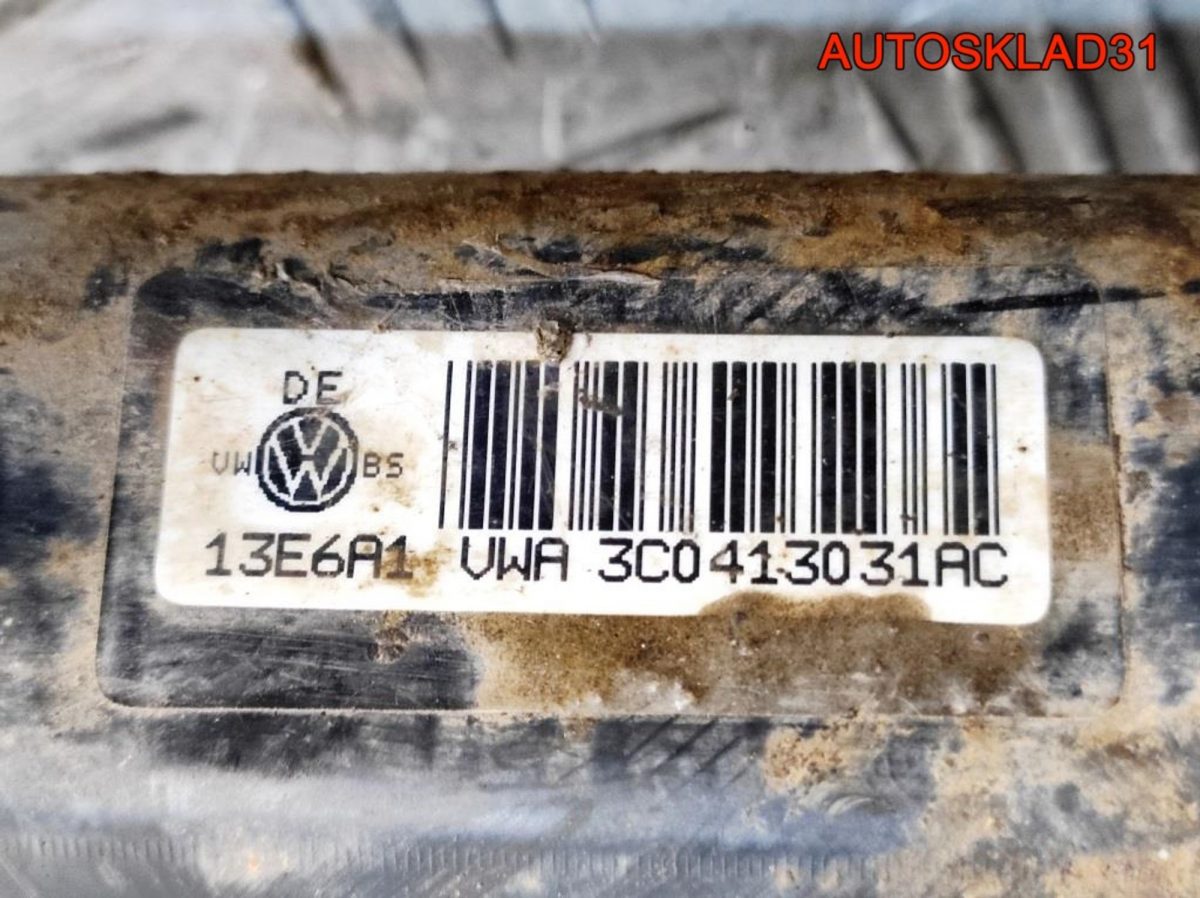 AUTOSKLAD31
DE
VW BS
13E6A1 VWA 3C0413031AC